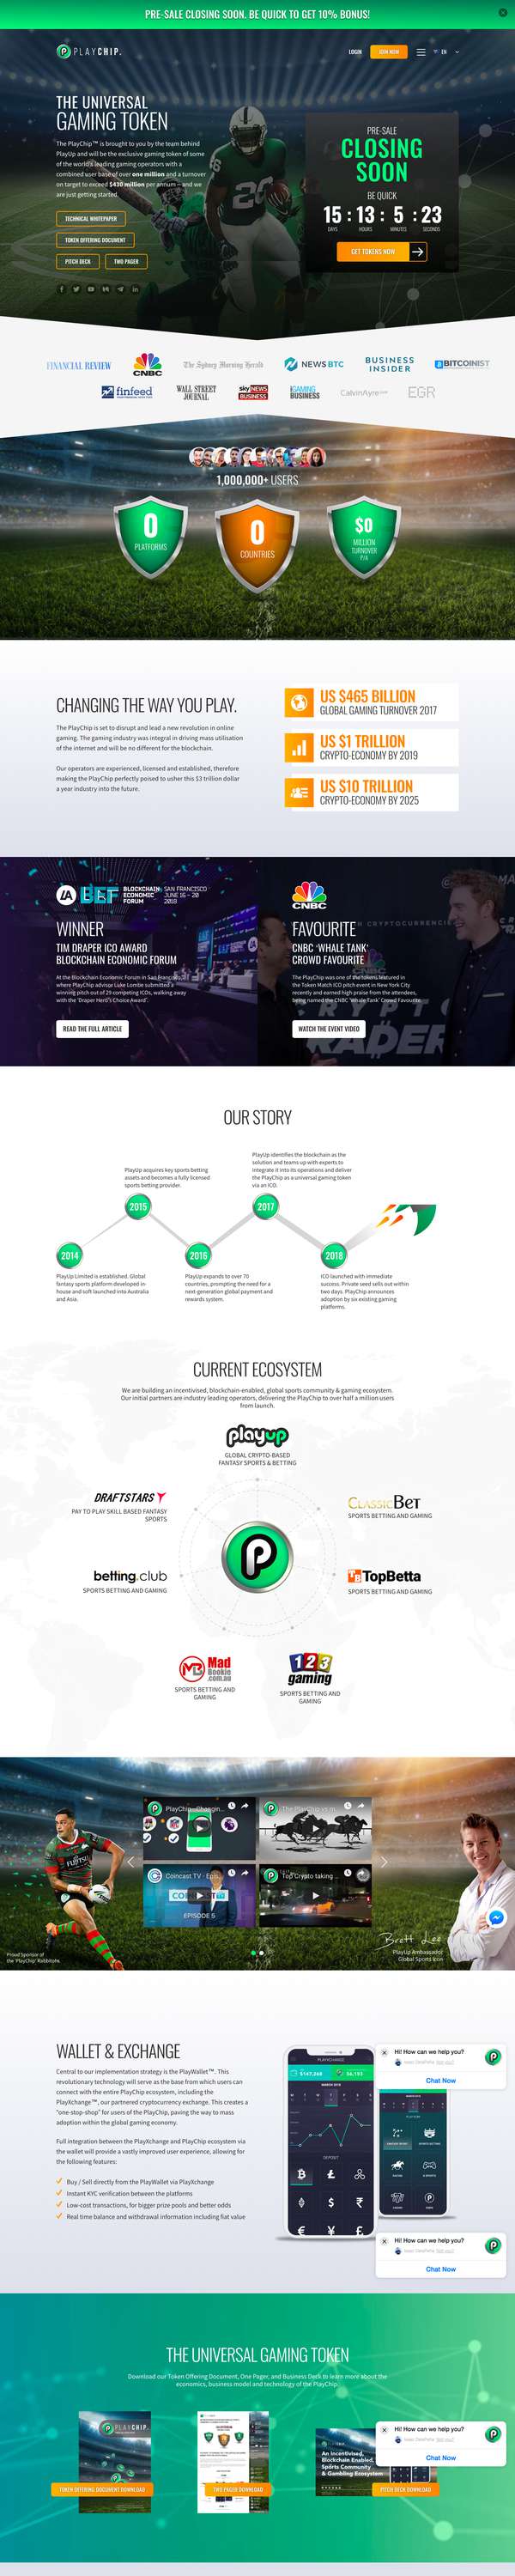 PRE-SALE CLOSING SOON. BE QUICK TO GET 10% BONUS!
PLAYCHIP.
LOGIN
JOIN NOW
EN
THE UNIVERSAL
GAMING TOKEN
The PlayChip™ is brought to you by the team behind
PlayUp and will be the exclusive gaming token of some
of the world's leading gaming operators with a
combined user base of over one million and a turnover
on target to exceed $430 million per annum and we
are just getting started.
TECHNICAL WHITEPAPER
TOKEN OFFERING DOCUMENT
PITCH DECK
TWO PAGER
PRE-SALE
CLOSING
SOON
BE QUICK
15 : 13 : 5 : 23
DAYS HOURS MINUTES SECONDS
GET TOKENS NOW
FINANCIAL REVIEW
CNBC
The Sydney Morning Herald
NEWSBTC
BUSINESS
INSIDER
BITCOINIST
finfeed
WALL STREET
JOURNAL
sky NEWS
BUSINESS
iGAMING
BUSINESS
CalvinAyre
EGR
1,000,000+ USERS
0
PLATFORMS
0
COUNTRIES
$0
MILLION
TURNOVER
P/A
CHANGING THE WAY YOU PLAY.
The PlayChip is set to disrupt and lead a new revolution in online
gaming. The gaming industry was integral in driving mass utilisation
of the internet and will be no different for the blockchain.
Our operators are experienced, licensed and established, therefore
making the PlayChip perfectly poised to usher this $3 trillion dollar
a year industry into the future.
US $465 BILLION
GLOBAL GAMING TURNOVER 2017
US $1 TRILLION
CRYPTO-ECONOMY BY 2019
US $10 TRILLION
CRYPTO-ECONOMY BY 2025
BEF
BLOCKCHAIN
ECONOMIC
FORUM
SAN FRANCISCO
JUNE 16 – 20
2018
WINNER
TIM DRAPER ICO AWARD
BLOCKCHAIN ECONOMIC FORUM
At the Blockchain Economic Forum in San Francisco
where PlayChip adviser Luke Lombe submitted a
winning pitch out of 29 competing ICOs, walking away
with the 'Draper Hero's Choice Award'.
READ THE FULL ARTICLE
CNBC
FAVOURITE
CNBC 'WHALE TANK'
CROWD FAVOURITE
The PlayChip was one of the tokens featured in
the Token Match ICO pitch event in New York City
recently and earned high praise from the attendees,
being named the CNBC 'Whale Tank' Crowd Favourite.
WATCH THE EVENT VIDEO
OUR STORY
2014
PlayUp Limited is established. Global
fantasy sports platform developed in
house and soft launched into Australia
and Asia.
PlayUp acquires key sports betting
assets and becomes a fully licensed
sports betting provider.
2015
2016
PlayUp expands to over 70
countries, prompting the need for a
next-generation global payment and
rewards system.
PlayUp identifies the blockchain as the
solution and teams up with experts to
integrate it into its operations and deliver
the PlayChip as a universal gaming token
via an ICO.
2017
2018
ICO launched with immediate
success. Private seed sells out within
two days. PlayChip announces
adoption by six existing gaming
platforms.
CURRENT ECOSYSTEM
We are building an incentivised, blockchain-enabled, global sports community & gaming ecosystem.
Our initial partners are industry leading operators, delivering the PlayChip to over half a million users
from launch.
playup
GLOBAL CRYPTO-BASED
FANTASY SPORTS & BETTING
DRAFTSTARS
PAY TO PLAY SKILL BASED FANTASY
SPORTS
CLASSICBET
SPORTS BETTING AND GAMING
betting.club
SPORTS BETTING AND GAMING
TopBetta
SPORTS BETTING AND GAMING
Mad
Bookie
.com.au
SPORTS BETTING AND
GAMING
123
gaming
SPORTS BETTING AND
GAMING
Coincast TV - Epi...
EPISODE 5
Top Crypto taking ...
FUJITSU
Proud Sponsor of
the 'PlayChip' Rabbitohs
Brett Lee
PlayUp Ambassador
Global Sports Icon
WALLET & EXCHANGE
Central to our implementation strategy is the PlayWallet™. This
revolutionary technology will serve as the base from which users can
connect with the entire PlayChip ecosystem, including the
PlayXchange™, our partnered cryptocurrency exchange. This creates a
"one-stop-shop" for users of the PlayChip, paving the way to mass
adoption within the global gaming economy.
Full integration between the PlayXchange and PlayChip ecosystem via
the wallet will provide a vastly improved user experience, allowing for
the following features:
Buy / Sell directly from the PlayWallet via PlayXchange
Instant KYC verification between the platforms
Low-cost transactions, for bigger prize pools and better odds
Real time balance and withdrawal information including fiat value
Hi! How can we help you?
Chat Now
DEPOSIT
Hi! How can we help you?
Chat Now
THE UNIVERSAL GAMING TOKEN
Download our Token Offering Document, One Pager, and Business Deck to learn more about the
economics, business model and technology of the PlayChip.
PLAYCHIP.
TOKEN OFFERING DOCUMENT DOWNLOAD
TWO PAGER DOWNLOAD
An Incentivised,
Blockchain Enabled,
Sports Community
& Gambling Ecosystem
PITCH DECK DOWNLOAD
Hi! How can we help you?
Chat Now